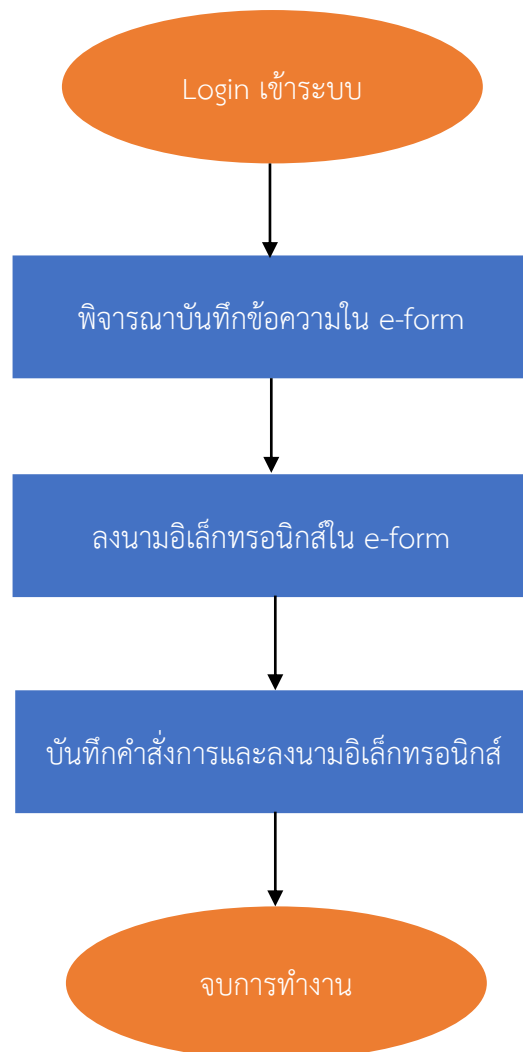 Login เข้าระบบ
พิจารณาบันทึกข้อความใน e-form
ลงนามอิเล็กทรอนิกส์ใน e-form
บันทึกคำสั่งการและลงนามอิเล็กทรอนิกส์
จบการทำงาน